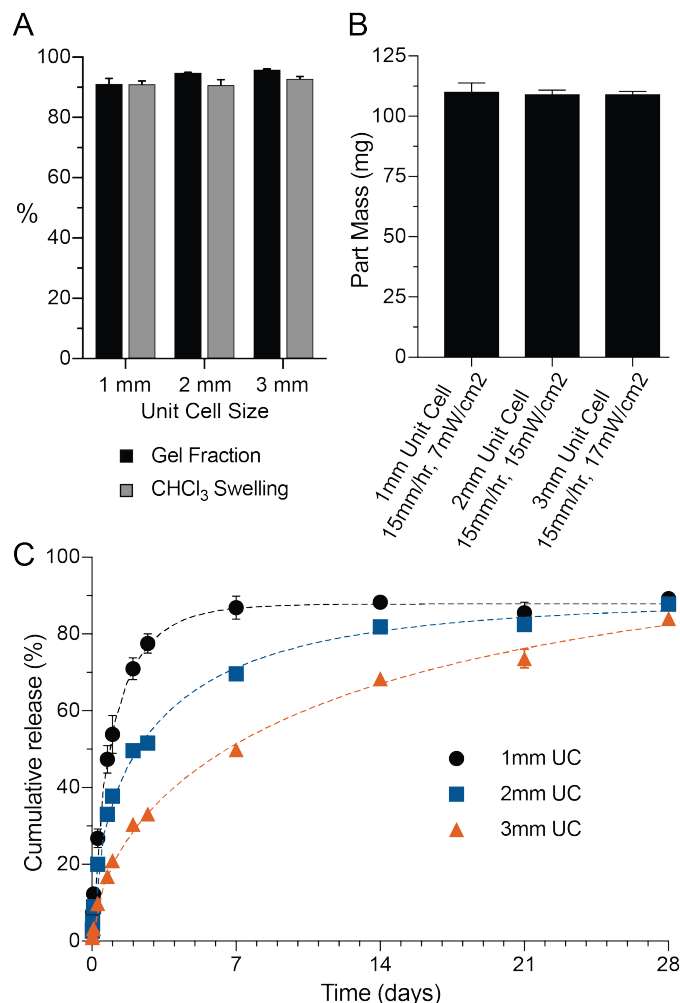 A
100
80
60
40
20
0
%
1 mm
2 mm
3 mm
Unit Cell Size
Gel Fraction
CHCl₃ Swelling
B
125
100
75
50
25
0
Part Mass (mg)
1mm Unit Cell
15mm/hr, 7mW/cm2
2mm Unit Cell
15mm/hr, 15mW/cm2
3mm Unit Cell
15mm/hr, 17mW/cm2
C
100
80
60
40
20
0
Cumulative release (%)
1mm UC
2mm UC
3mm UC
0
7
14
21
28
Time (days)